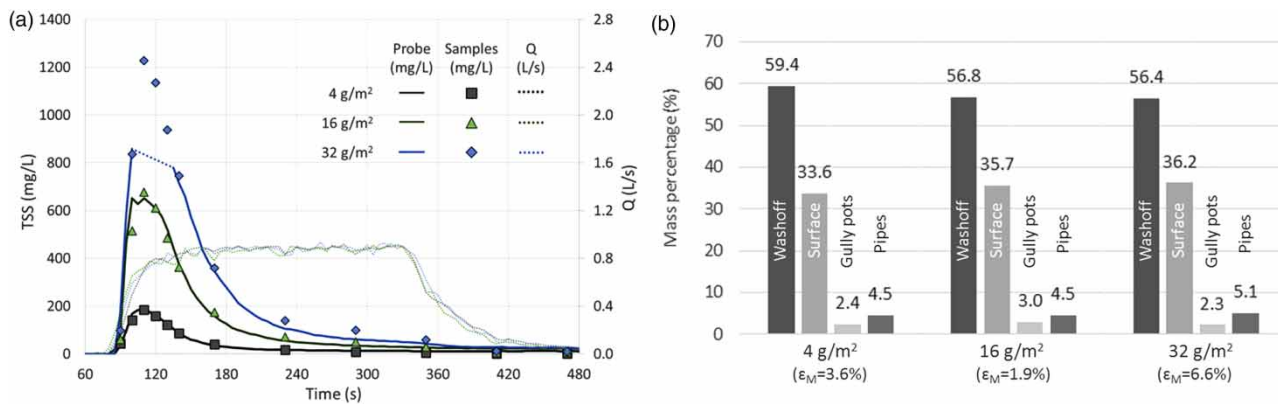 (a)
1400
1200
1000
800
600
400
200
0
TSS (mg/L)
2.8
2.4
2.0
1.6
1.2
0.8
0.4
0.0
Q (L/s)
Probe Samples Q
(mg/L) (mg/L) (L/s)
4 g/m²
16 g/m²
32 g/m²
60 120 180 240 300 360 420 480
Time (s)
(b)
70
60
50
40
30
20
10
0
Mass percentage (%)
59.4 33.6 2.4 4.5
Washoff Surface Gully pots Pipes
56.8 35.7 3.0 4.5
Washoff Surface Gully pots Pipes
56.4 36.2 2.3 5.1
Washoff Surface Gully pots Pipes
4 g/m² 16 g/m² 32 g/m²
(εM=3.6%) (εM=1.9%) (εM=6.6%)